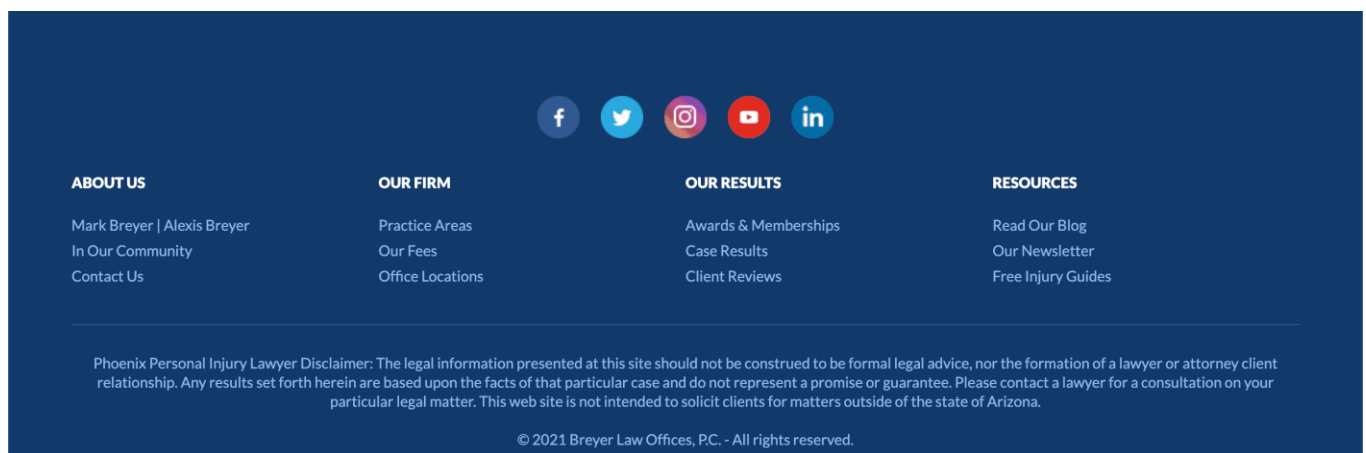 f
in
ABOUT US
OUR FIRM
OUR RESULTS
RESOURCES
Mark Breyer | Alexis Breyer
Practice Areas
Awards & Memberships
Read Our Blog
In Our Community
Our Fees
Case Results
Our Newsletter
Contact Us
Office Locations
Client Reviews
Free Injury Guides
Phoenix Personal Injury Lawyer Disclaimer: The legal information presented at this site should not be construed to be formal legal advice, nor the formation of a lawyer or attorney client
relationship. Any results set forth herein are based upon the facts of that particular case and do not represent a promise or guarantee. Please contact a lawyer for a consultation on your
particular legal matter. This web site is not intended to solicit clients for matters outside of the state of Arizona.
© 2021 Breyer Law Offices, P.C. - All rights reserved.